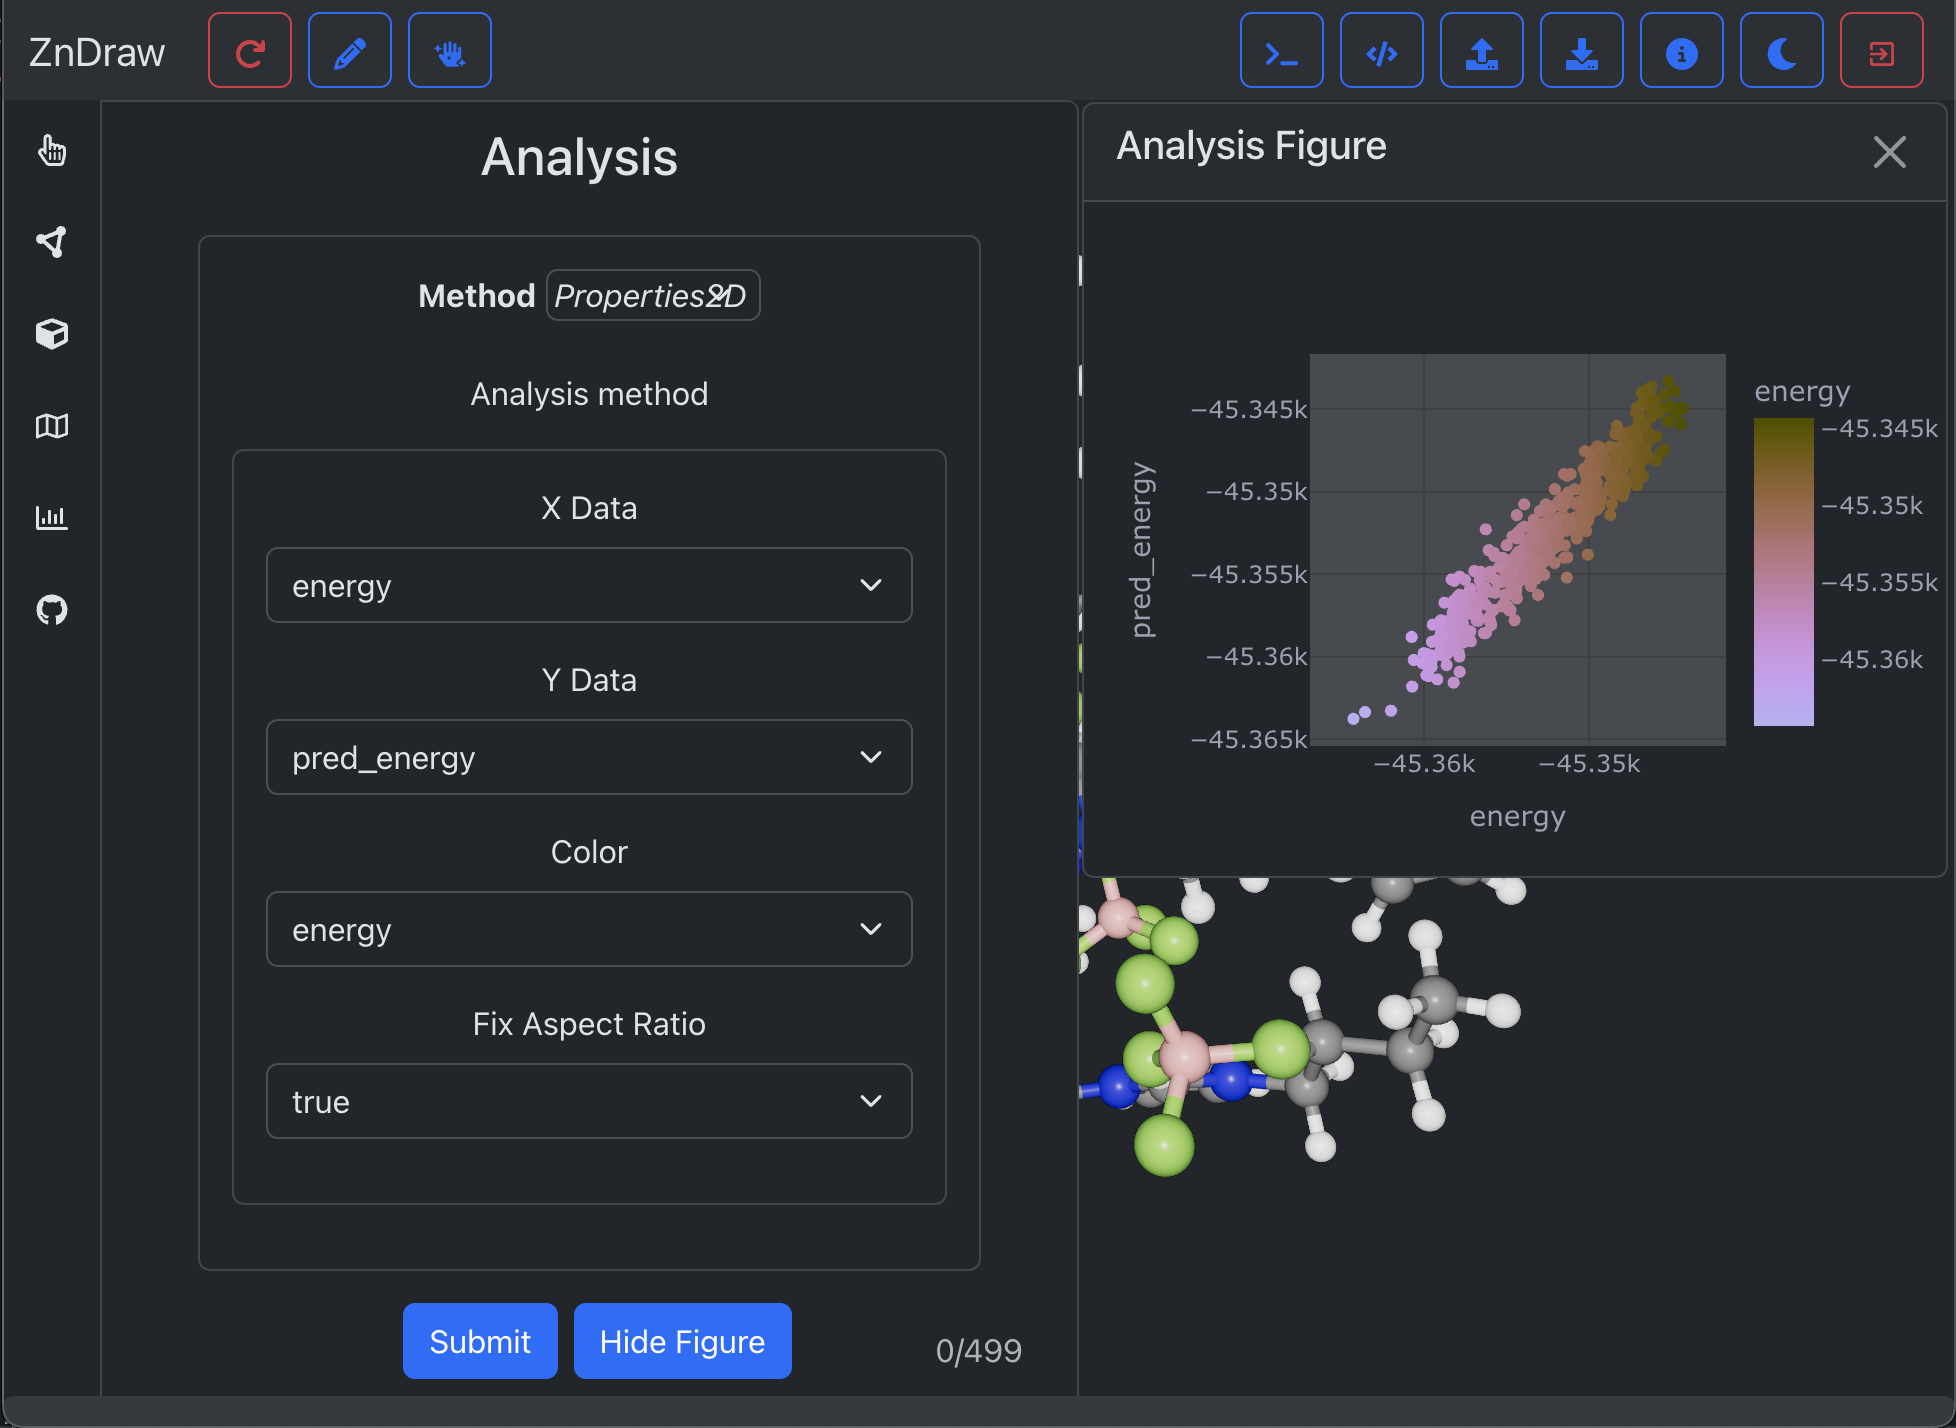 ZnDraw
Analysis
Method Properties2D
Analysis method
X Data
energy
Y Data
pred_energy
Color
energy
Fix Aspect Ratio
true
Submit
Hide Figure
0/499
Analysis Figure
pred_energy
−45.345k
−45.35k
−45.355k
−45.36k
−45.365k
−45.36k
−45.35k
energy
energy
−45.345k
−45.35k
−45.355k
−45.36k